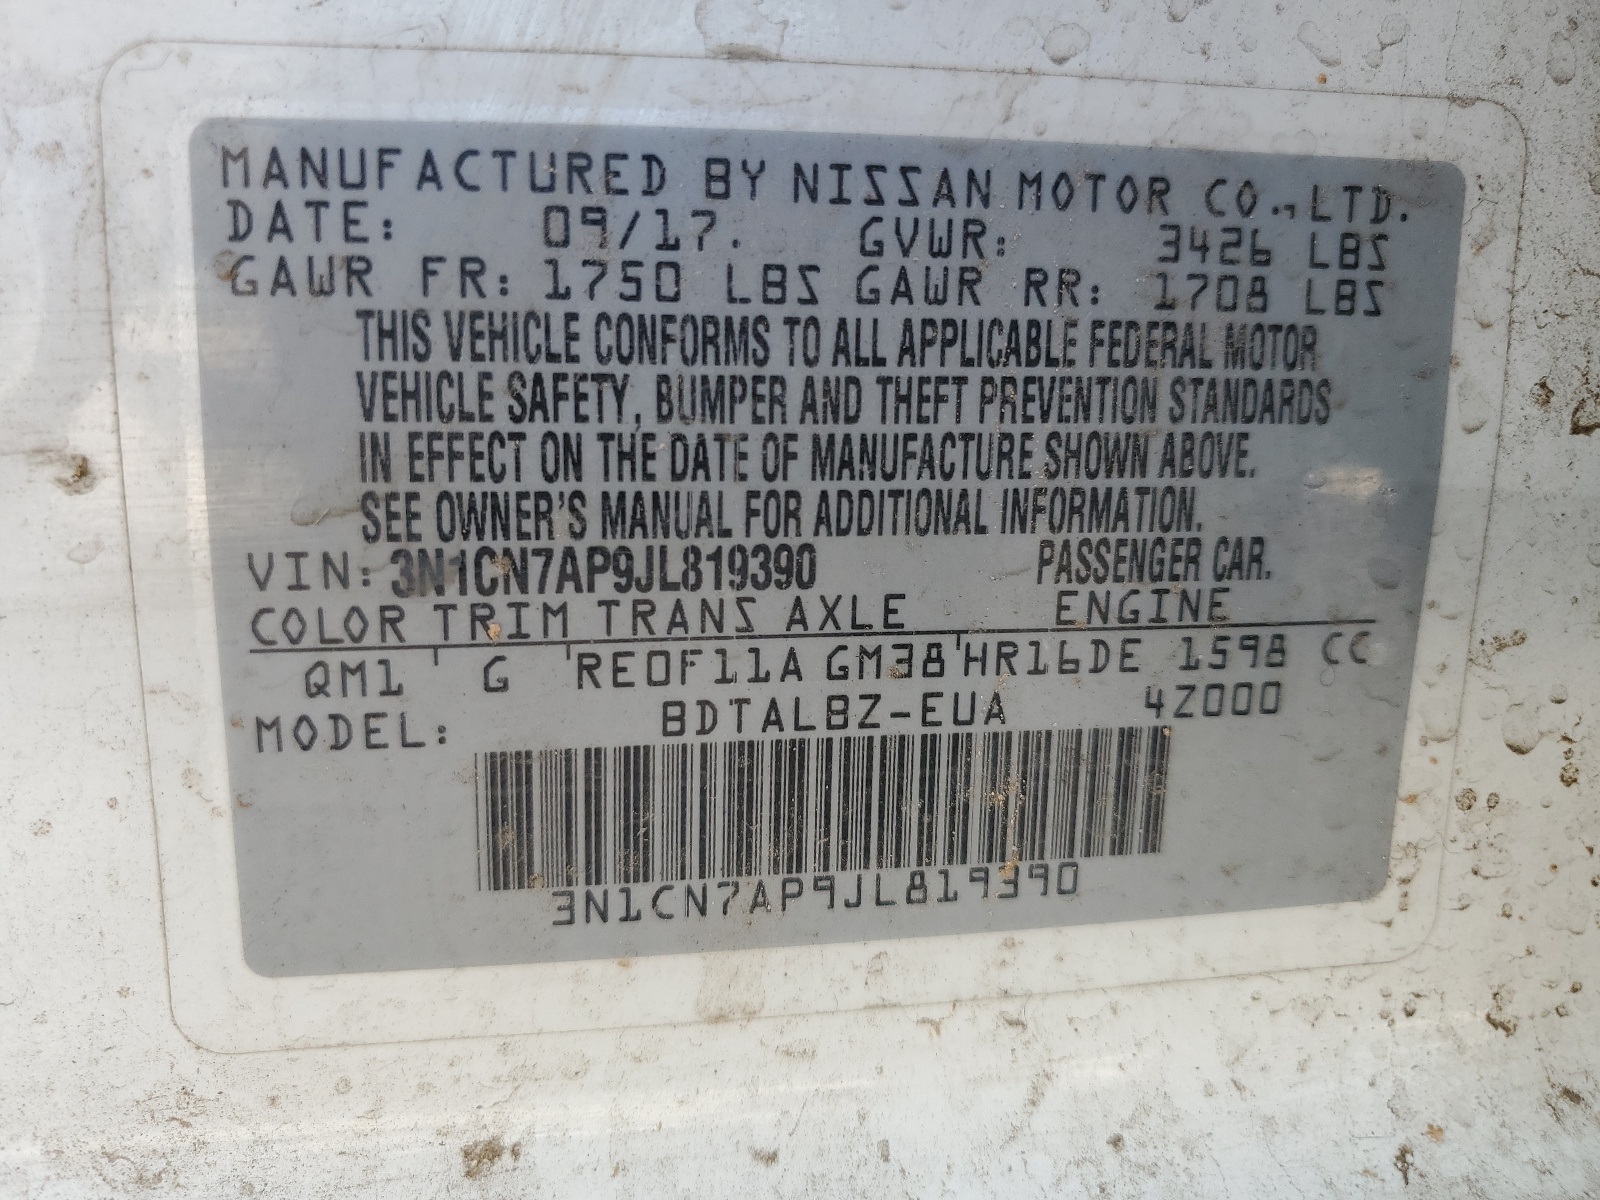 MANUFACTURED BY NISSAN MOTOR CO., LTD.
DATE: 09/17. GVWR: 3426 LBS
GAWR FR: 1750 LBS GAWR RR: 1708 LBS
THIS VEHICLE CONFORMS TO ALL APPLICABLE FEDERAL MOTOR
VEHICLE SAFETY, BUMPER AND THEFT PREVENTION STANDARDS
IN EFFECT ON THE DATE OF MANUFACTURE SHOWN ABOVE.
SEE OWNER'S MANUAL FOR ADDITIONAL INFORMATION.
VIN: 3N1CN7AP9JL819390 PASSENGER CAR.
COLOR TRIM TRANS AXLE ENGINE
QM1 G RE0F11A GM38 HR16DE 1598 CC
MODEL: BDTALBZ-EUA 4Z000
3N1CN7AP9JL819390